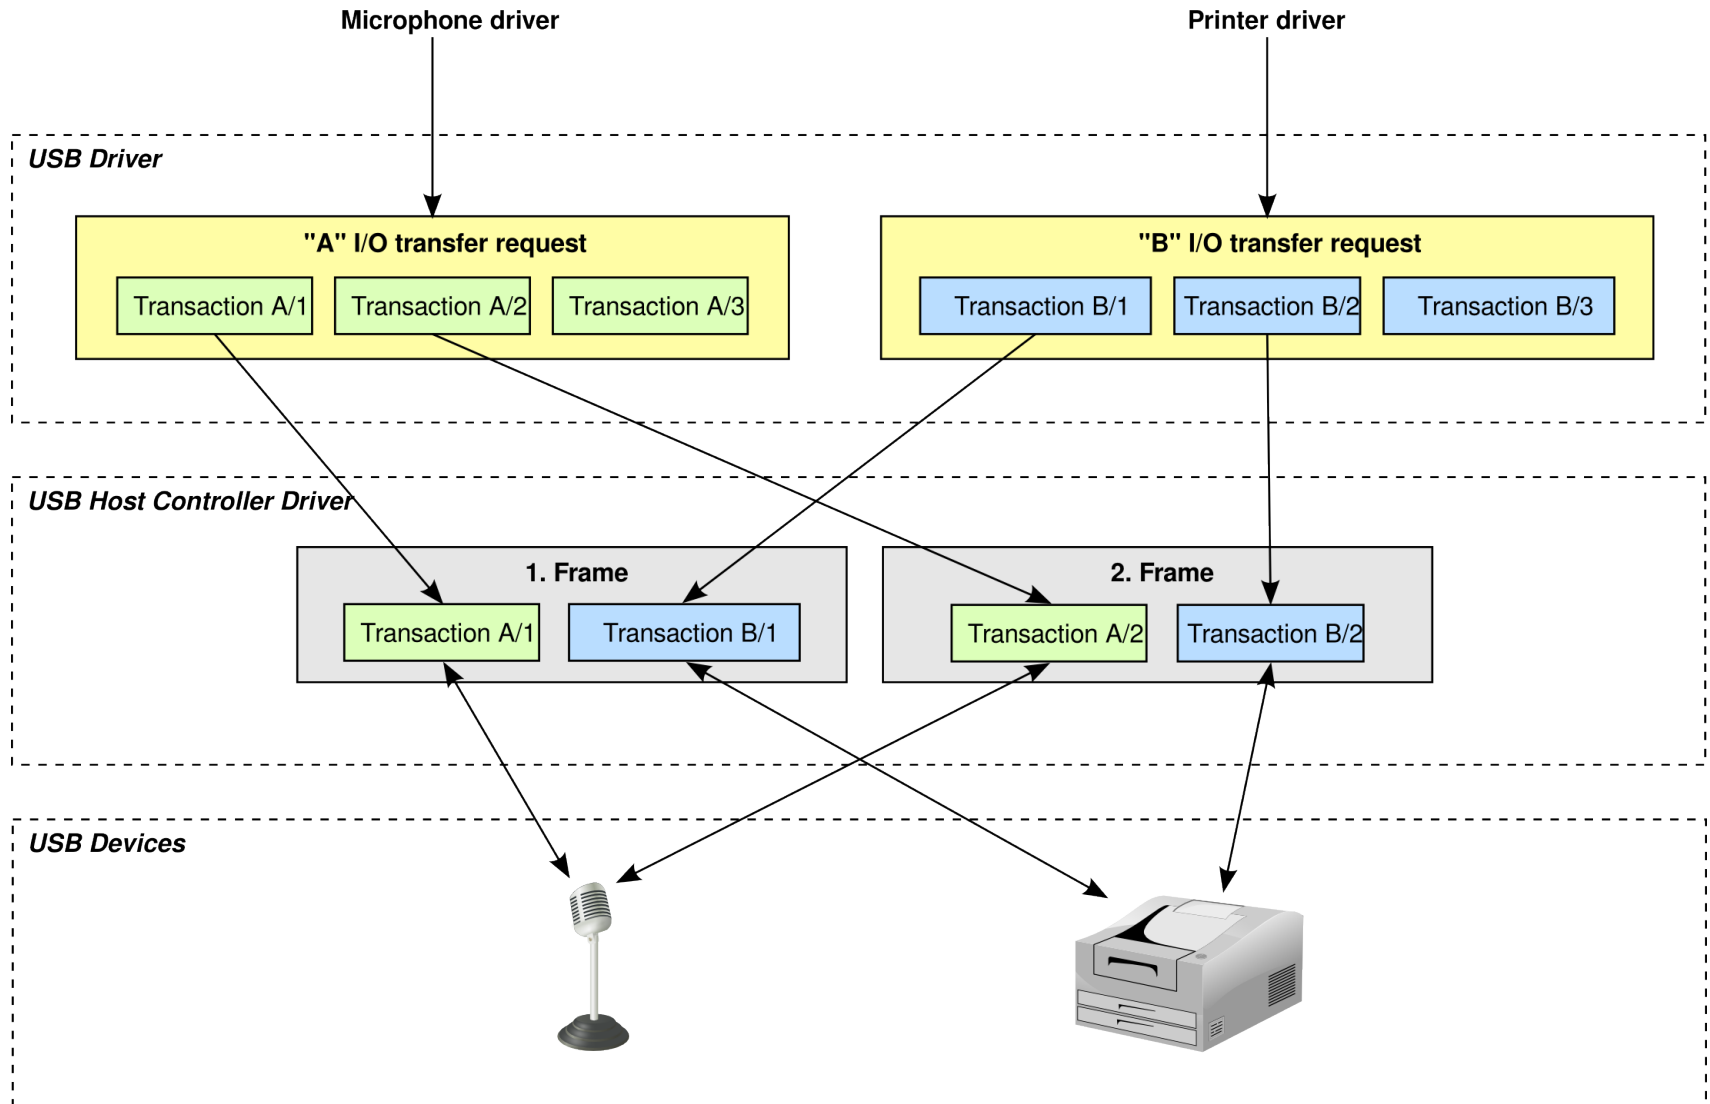 Microphone driver
Printer driver
USB Driver
"A" I/O transfer request
"B" I/O transfer request
Transaction A/1
Transaction A/2
Transaction A/3
Transaction B/1
Transaction B/2
Transaction B/3
USB Host Controller Driver
1. Frame
2. Frame
Transaction A/1
Transaction B/1
Transaction A/2
Transaction B/2
USB Devices